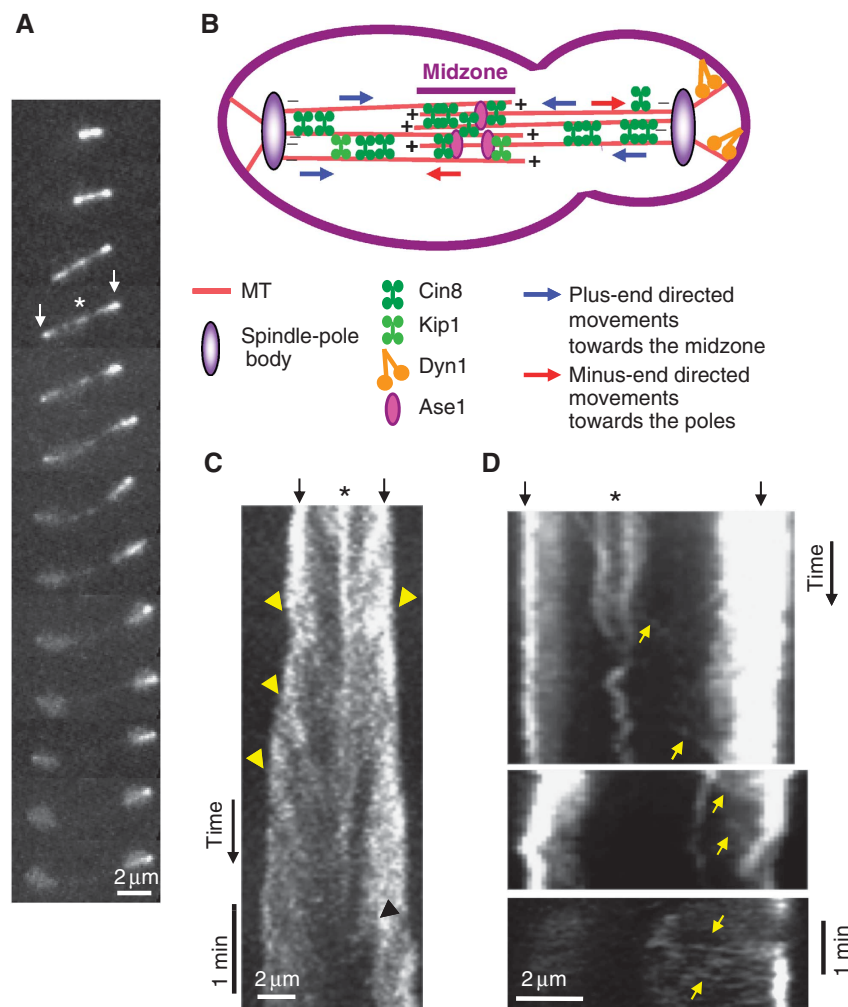 A
B
Midzone
− + + − + + − − + + − − + +
MT
Spindle-pole
body
Cin8
Kip1
Dyn1
Ase1
Plus-end directed
movements
towards the midzone
Minus-end directed
movements
towards the poles
*
2 μm
C
*
Time
1 min
2 μm
D
*
Time
1 min
2 μm